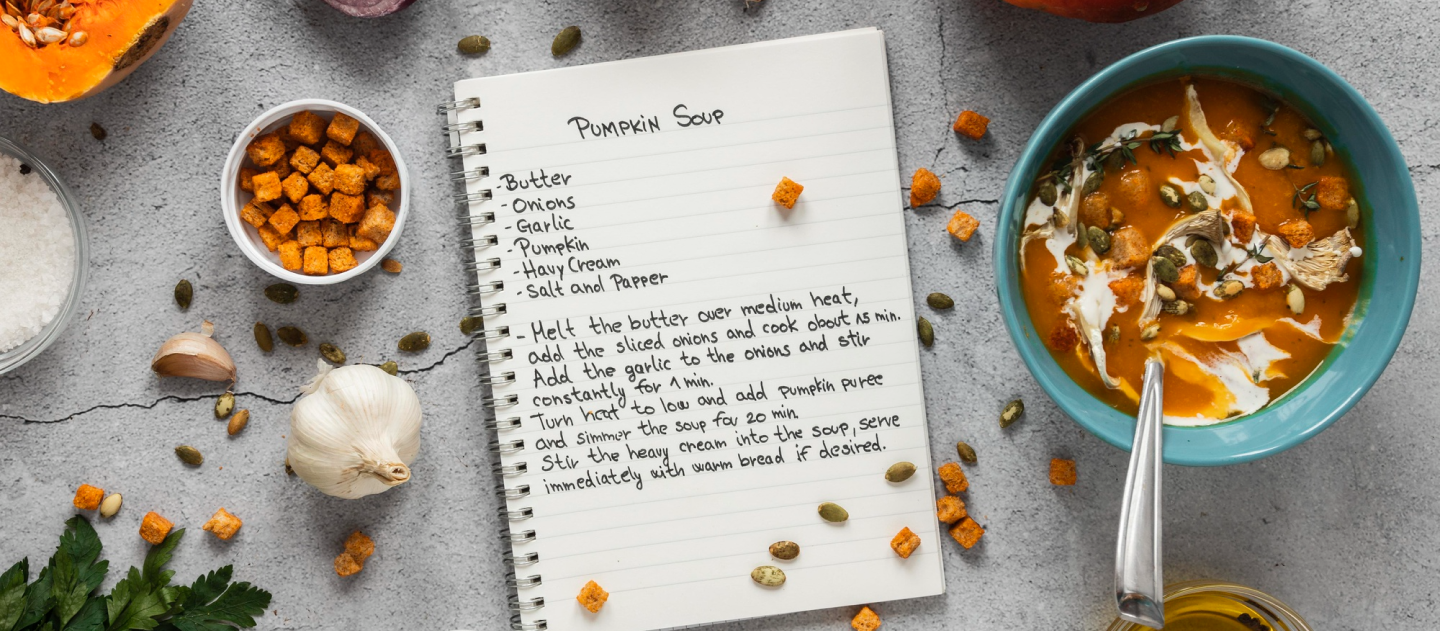 Pumpkin Soup
-Butter
-Onions
-Garlic
-Pumpkin
-Havy Cream
-Salt and Papper
-Melt the butter over medium heat,
add the sliced onions and cook obout 15 min.
Add the garlic to the onions and stir
constantly for 1 min.
Turn heat to low and add pumpkin puree
and simmer the soup for 20 min.
Stir the heavy cream into the soup, serve
immediately with warm bread if desired.